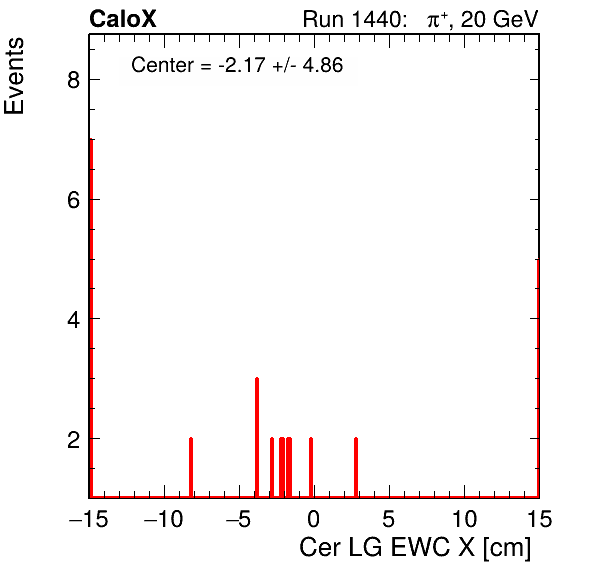 CaloX Run 1440: π⁺, 20 GeV
Center = -2.17 +/- 4.86
Events
8
6
4
2
−15 −10 −5 0 5 10 15
Cer LG EWC X [cm]